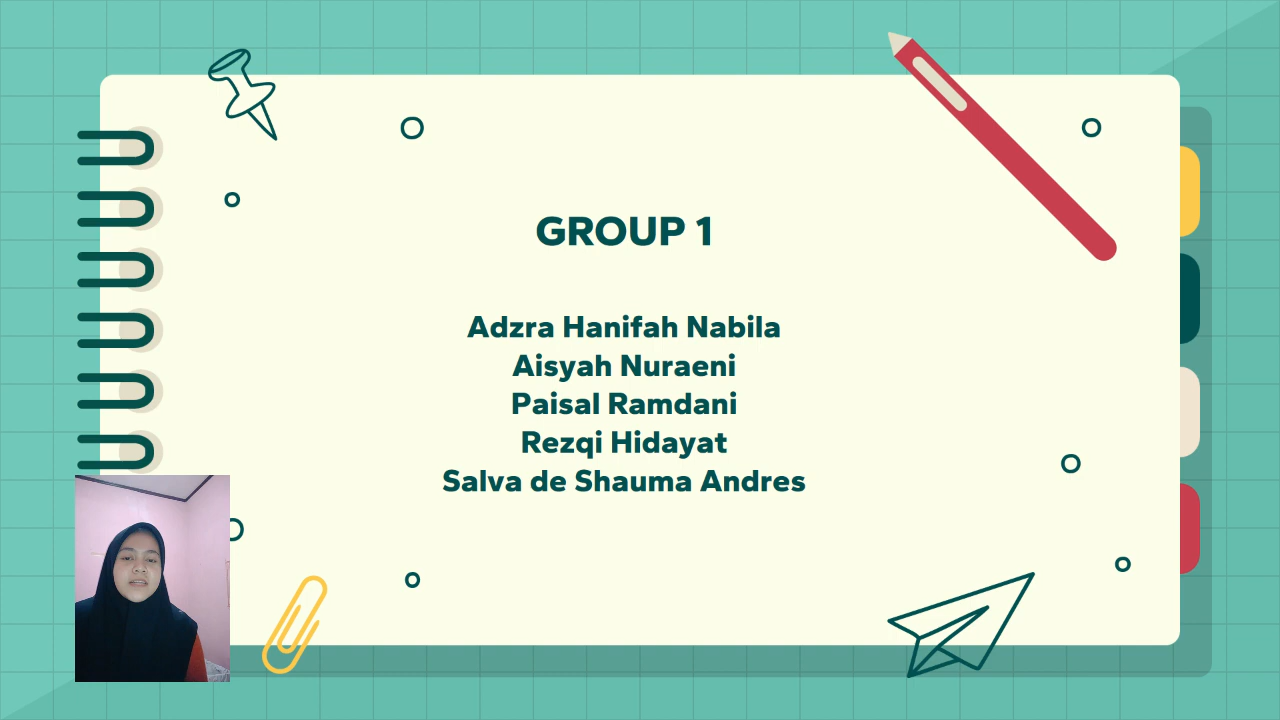 GROUP 1
Adzra Hanifah Nabila
Aisyah Nuraeni
Paisal Ramdani
Rezqi Hidayat
Salva de Shauma Andres